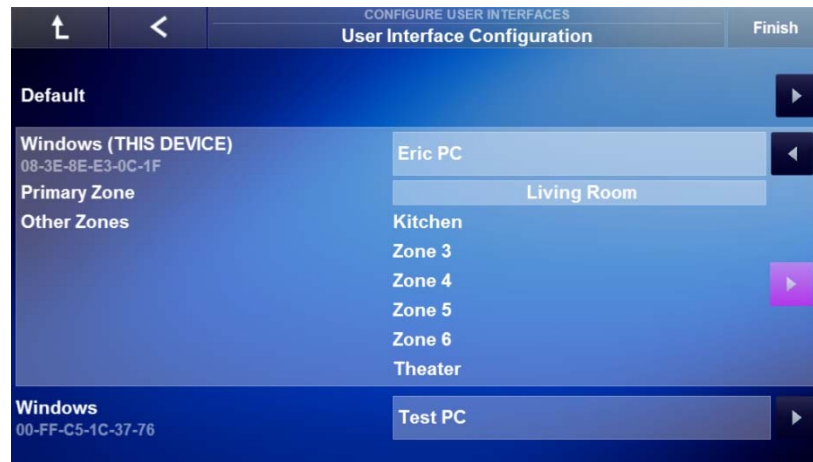 CONFIGURE USER INTERFACES
User Interface Configuration
Finish
Default
Windows (THIS DEVICE)
08-3E-8E-E3-0C-1F
Eric PC
Primary Zone
Living Room
Other Zones
Kitchen
Zone 3
Zone 4
Zone 5
Zone 6
Theater
Windows
00-FF-C5-1C-37-76
Test PC